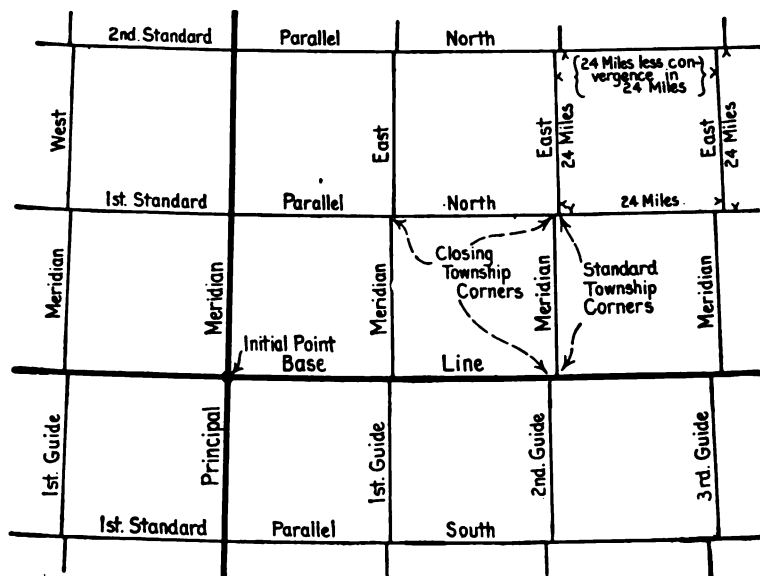 2nd. Standard Parallel North
24 Miles less con-
vergence in
24 Miles
West
East
East
24 Miles
East
24 Miles
1st. Standard Parallel North
24 Miles
Closing
Township
Corners
Standard
Township
Corners
Meridian
Meridian
Meridian
Meridian
Meridian
Initial Point
Base Line
1st. Guide
Principal
1st. Guide
2nd. Guide
3rd. Guide
1st. Standard Parallel South